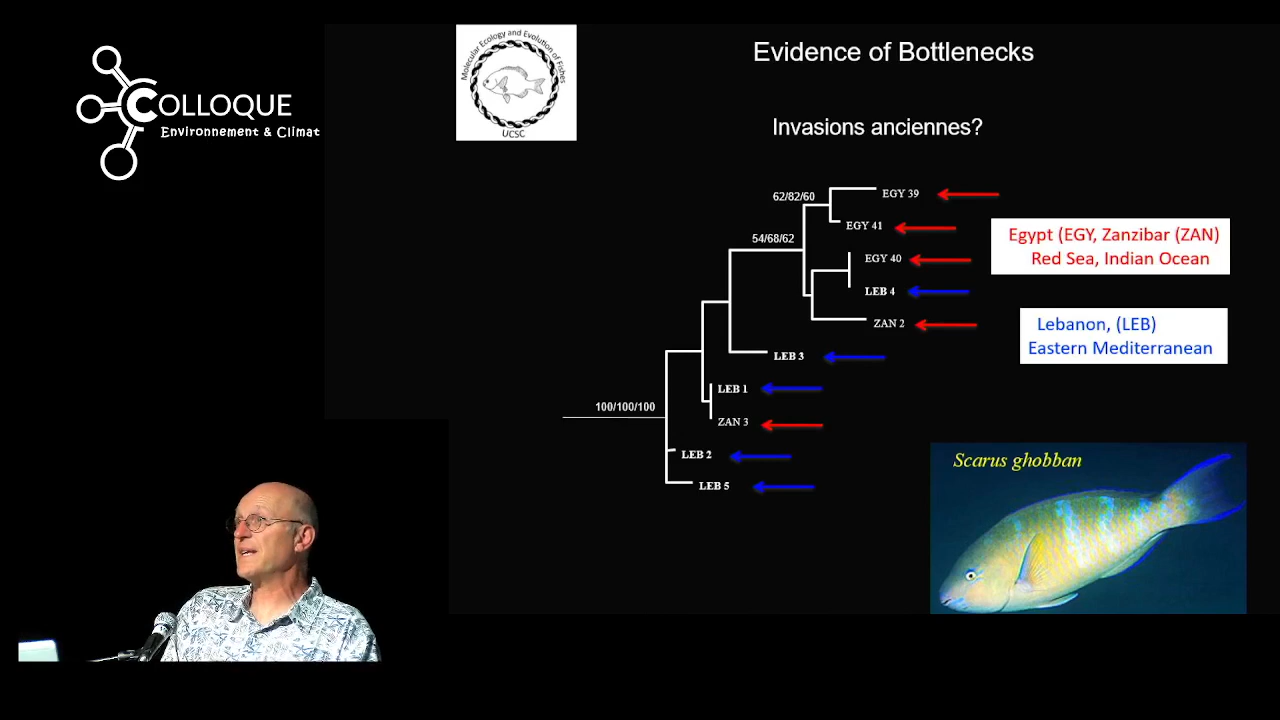 COLLOQUE
Environnement & Climat
Molecular Ecology and Evolution of Fishes
UCSC
Evidence of Bottlenecks
Invasions anciennes?
62/82/60
EGY 39
EGY 41
54/68/62
EGY 40
LEB 4
ZAN 2
LEB 3
LEB 1
100/100/100
ZAN 3
LEB 2
LEB 5
Egypt (EGY, Zanzibar (ZAN)
Red Sea, Indian Ocean
Lebanon, (LEB)
Eastern Mediterranean
Scarus ghobban